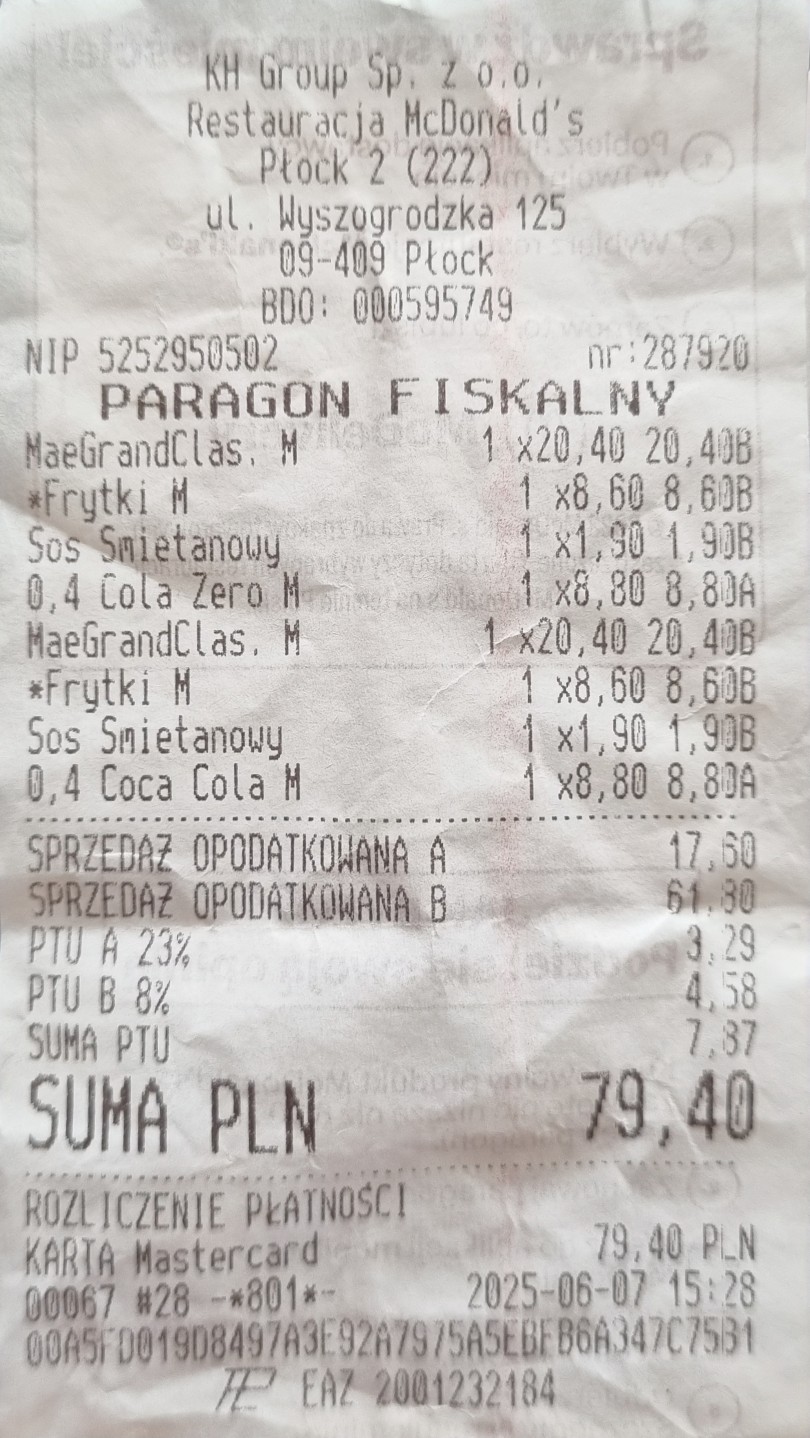 KH Group Sp. z o.o.
Restauracja McDonald's
Płock 2 (222)
ul. Wyszogrodzka 125
09-409 Płock
BDO: 000595749
NIP 5252950502 nr:287920
PARAGON FISKALNY
MaeGrandClas. M 1 x20,40 20,40B
*Frytki M 1 x8,60 8,60B
Sos Smietanowy 1 x1,90 1,90B
0,4 Cola Zero M 1 x8,80 8,80A
MaeGrandClas. M 1 x20,40 20,40B
*Frytki M 1 x8,60 8,60B
Sos Smietanowy 1 x1,90 1,90B
0,4 Coca Cola M 1 x8,80 8,80A
SPRZEDAŻ OPODATKOWANA A 17,60
SPRZEDAŻ OPODATKOWANA B 61,80
PTU A 23% 3,29
PTU B 8% 4,58
SUMA PTU 7,87
SUMA PLN 79,40
ROZLICZENIE PŁATNOŚCI
KARTA Mastercard 79,40 PLN
00067 #28 -*801*- 2025-06-07 15:28
00A5FD019D8497A3E92A7975A5EBFB6A347C75B1
EAZ 2001232184